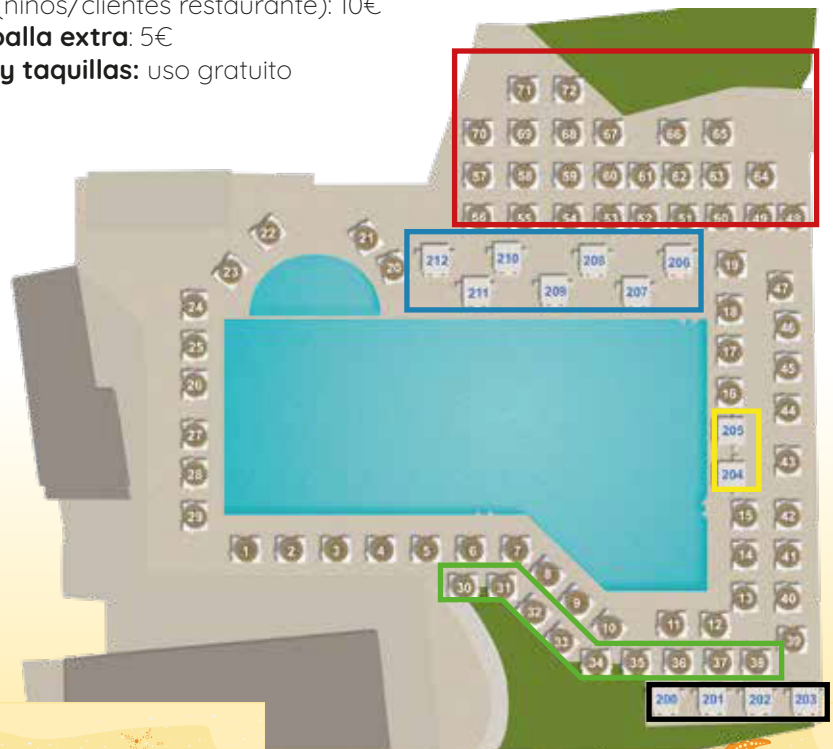 (niños/clientes restaurante): 10€
oalla extra: 5€
y taquillas: uso gratuito
71 72
70 69 68 67 66 65
57 58 59 60 61 62 63 64
56 55 54 53 52 51 50 49 48
22 21
23 20
212 210 208 206
211 209 207
19
47
24 18 46
25 17 45
26 16 44
27 205 43
28 204
29 15 42
1 2 3 4 5 6 7 14 41
8
30 31 9 13 40
32 10 11 12
33 39
34 35 36 37 38
200 201 202 203